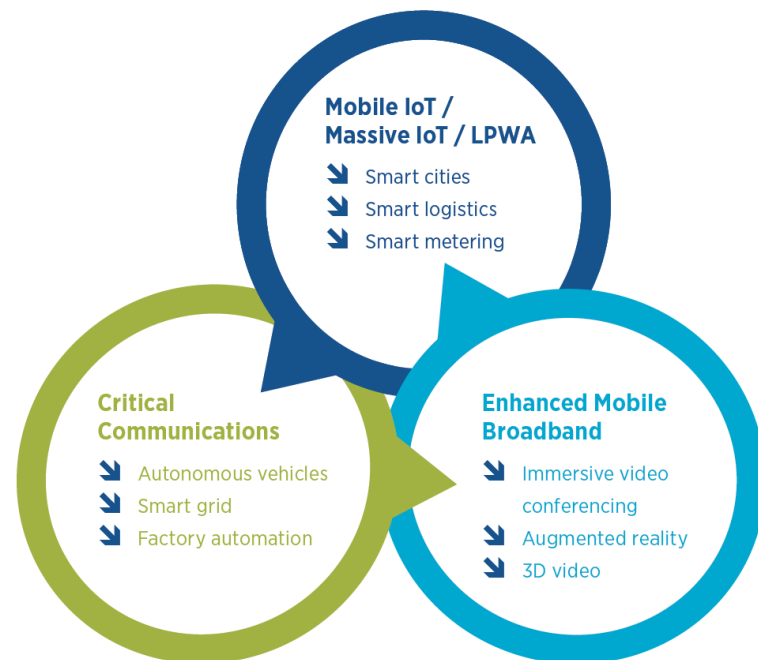 Mobile IoT /
Massive IoT / LPWA
Smart cities
Smart logistics
Smart metering
Critical
Communications
Autonomous vehicles
Smart grid
Factory automation
Enhanced Mobile
Broadband
Immersive video
conferencing
Augmented reality
3D video